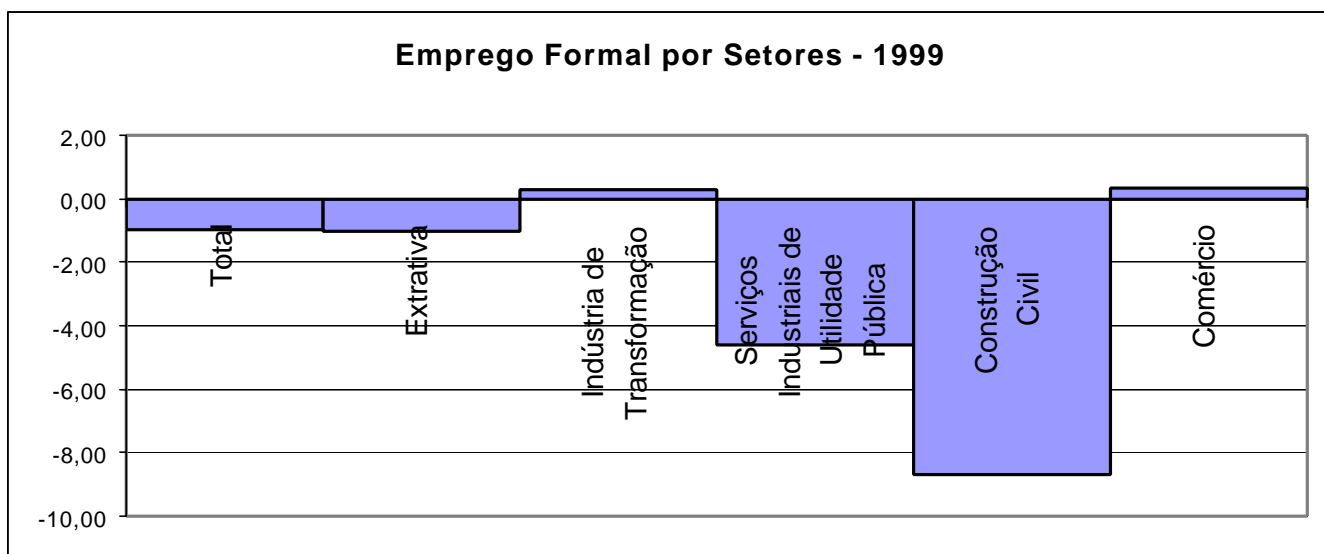 Emprego Formal por Setores - 1999
2,00
0,00
-2,00
-4,00
-6,00
-8,00
-10,00
Total
Extrativa
Indústria de
Transformação
Serviços
Industriais de
Utilidade
Pública
Construção
Civil
Comércio